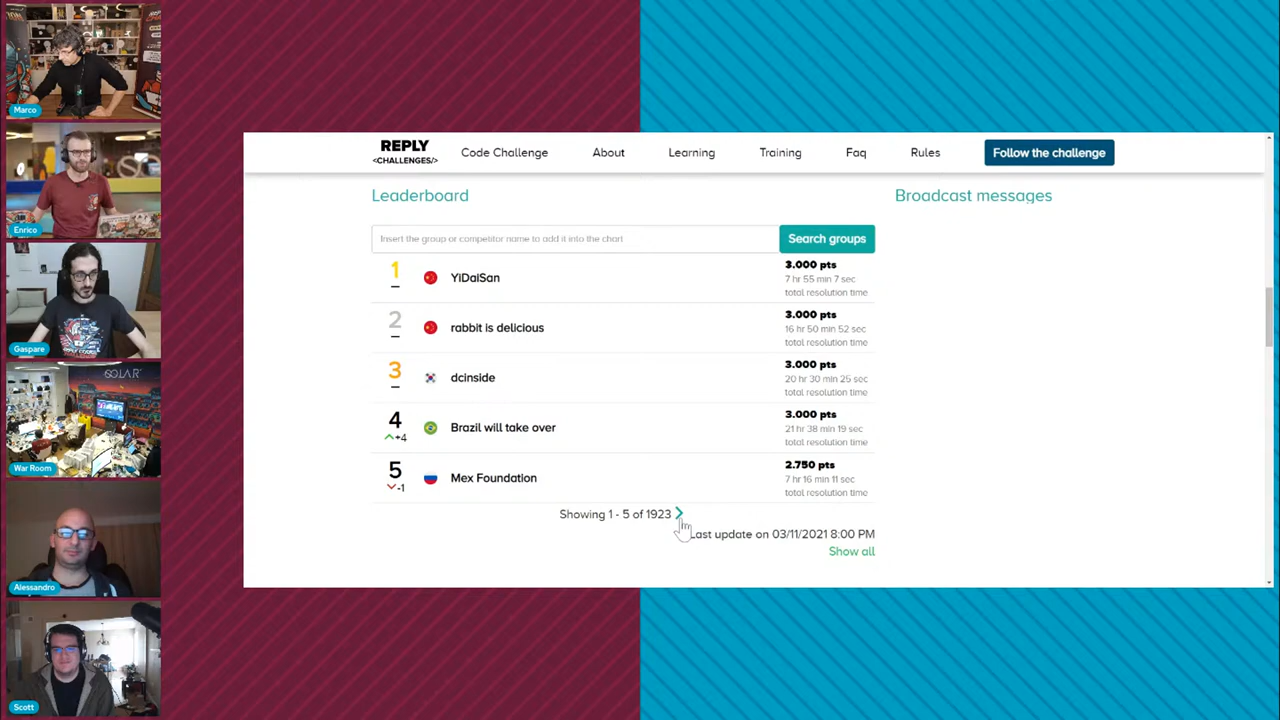 Marco
Enrico
Gaspare
SOLAR
War Room
Alessandro
Scott
REPLY
<CHALLENGES/>
Code Challenge
About
Learning
Training
Faq
Rules
Follow the challenge
Leaderboard
Broadcast messages
Insert the group or competitor name to add it into the chart
Search groups
1
YiDaiSan
3.000 pts
7 hr 55 min 7 sec
total resolution time
2
rabbit is delicious
3.000 pts
16 hr 50 min 52 sec
total resolution time
3
dcinside
3.000 pts
20 hr 30 min 25 sec
total resolution time
4
+4
Brazil will take over
3.000 pts
21 hr 38 min 19 sec
total resolution time
5
-1
Mex Foundation
2.750 pts
7 hr 16 min 11 sec
total resolution time
Showing 1 - 5 of 1923
Last update on 03/11/2021 8:00 PM
Show all